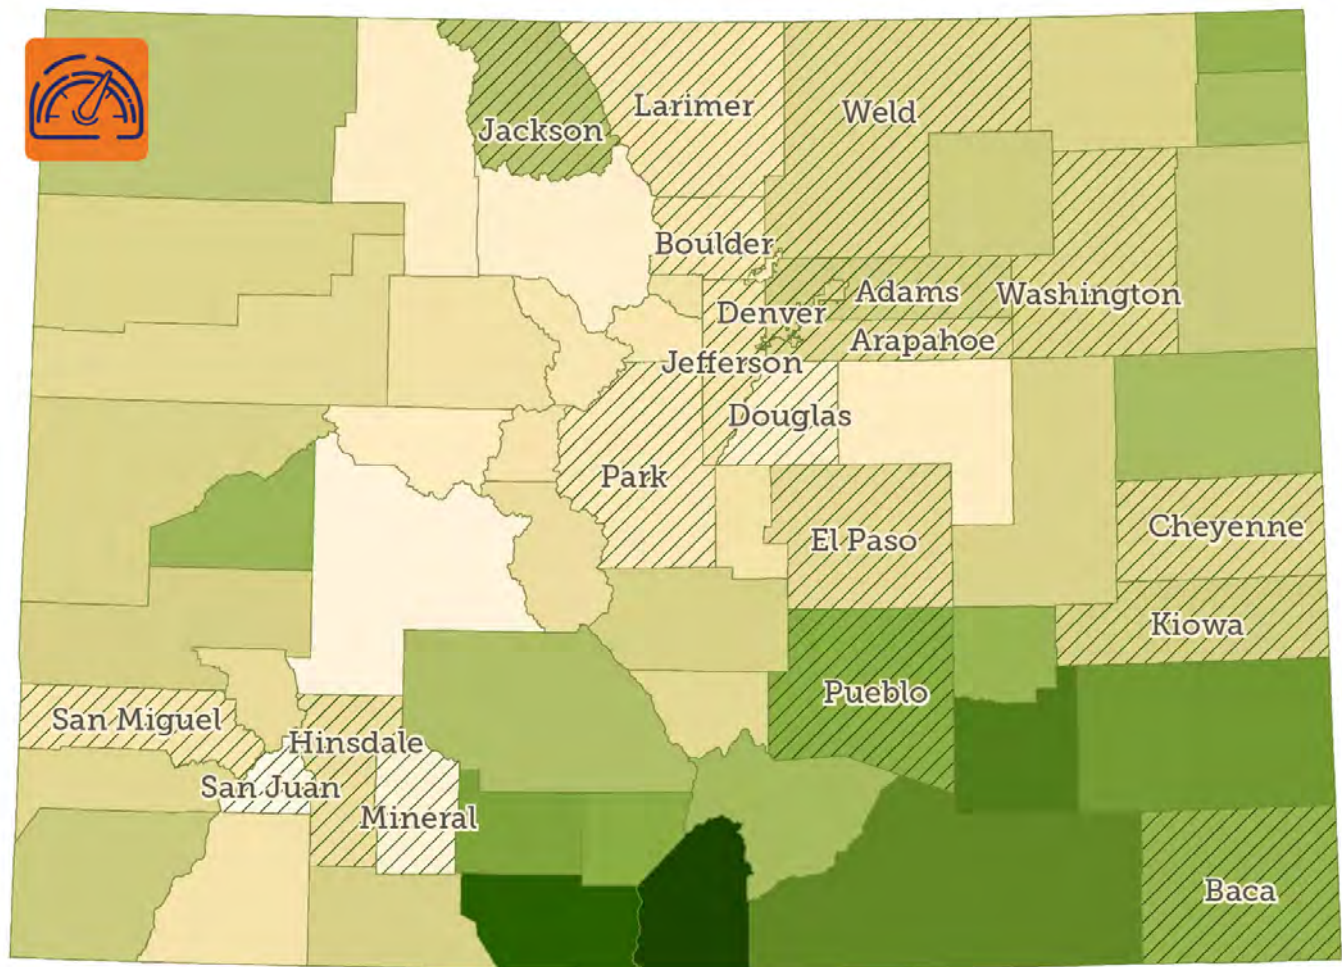 Larimer
Weld
Jackson
Boulder
Adams
Washington
Denver
Arapahoe
Jefferson
Douglas
Park
Cheyenne
El Paso
Kiowa
Pueblo
San Miguel
Hinsdale
San Juan
Mineral
Baca